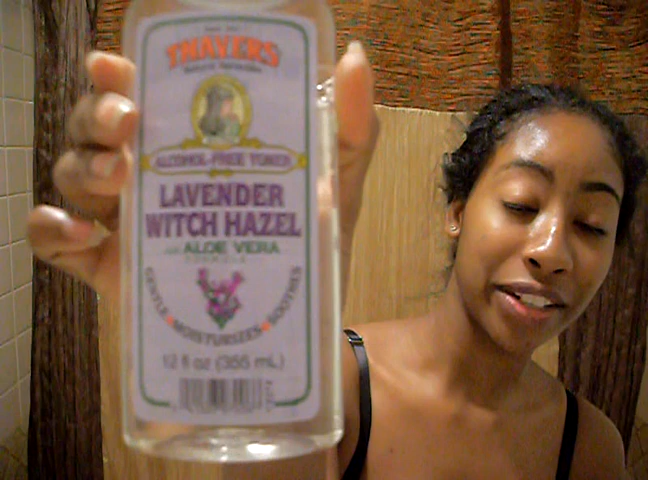 THAYERS
ALCOHOL-FREE TONER
LAVENDER
WITCH HAZEL
ALOE VERA
FORMULA
GENTLE • MOISTURIZES • SOOTHES
12 fl oz (355 mL)